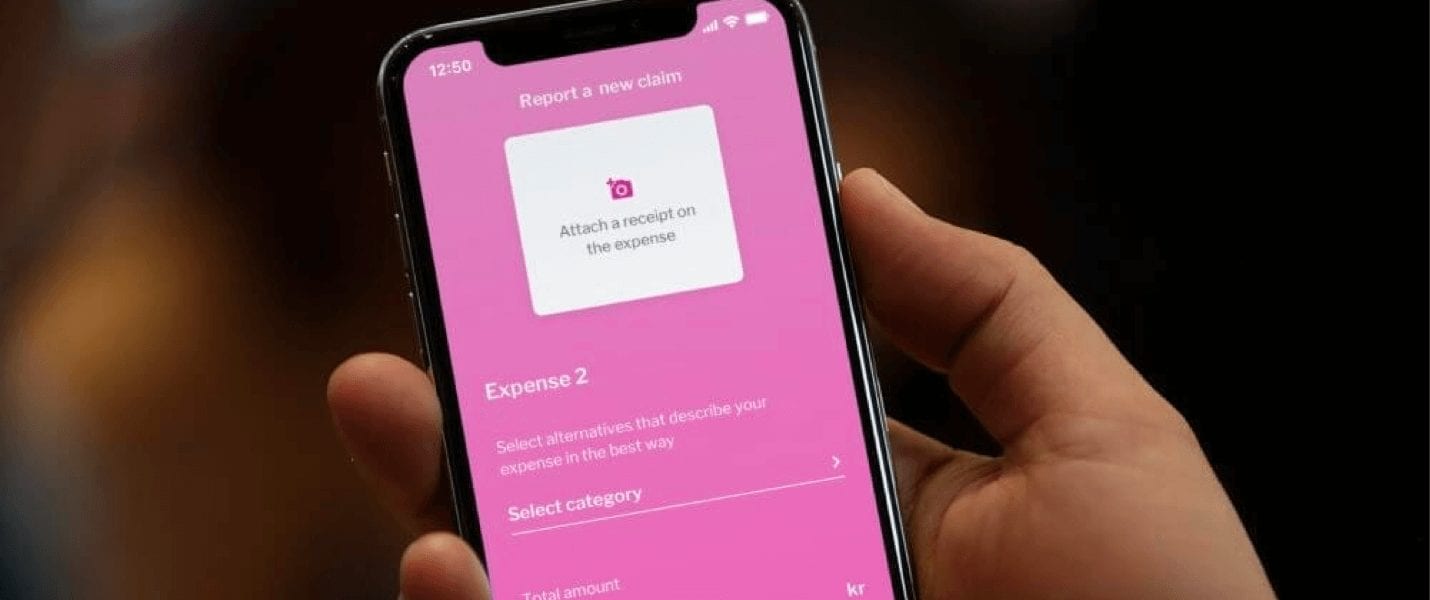 12:50
Report a new claim
Attach a receipt on
the expense
Expense 2
Select alternatives that describe your
expense in the best way
Select category
Total amount
kr